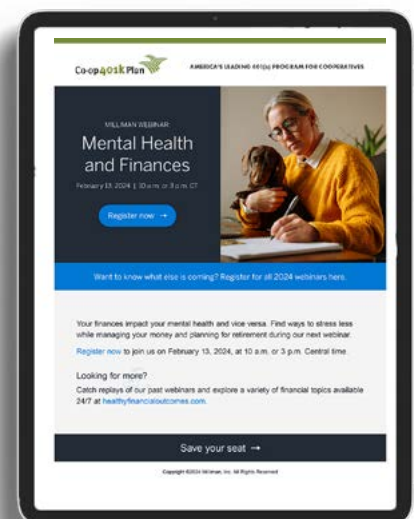 Co-op 401k Plan
AMERICA'S LEADING 401(k) PROGRAM FOR COOPERATIVES
MILLIMAN WEBINAR
Mental Health
and Finances
February 13, 2024 | 10 a.m. or 3 p.m. CT
Register now →
Want to know what else is coming? Register for all 2024 webinars here.
Your finances impact your mental health and vice versa. Find ways to stress less
while managing your money and planning for retirement during our next webinar.
Register now to join us on February 13, 2024, at 10 a.m. or 3 p.m. Central time.
Looking for more?
Catch replays of our past webinars and explore a variety of financial topics available
24/7 at healthyfinancialoutcomes.com.
Save your seat →
Copyright ©2024 Milliman, Inc. All Rights Reserved